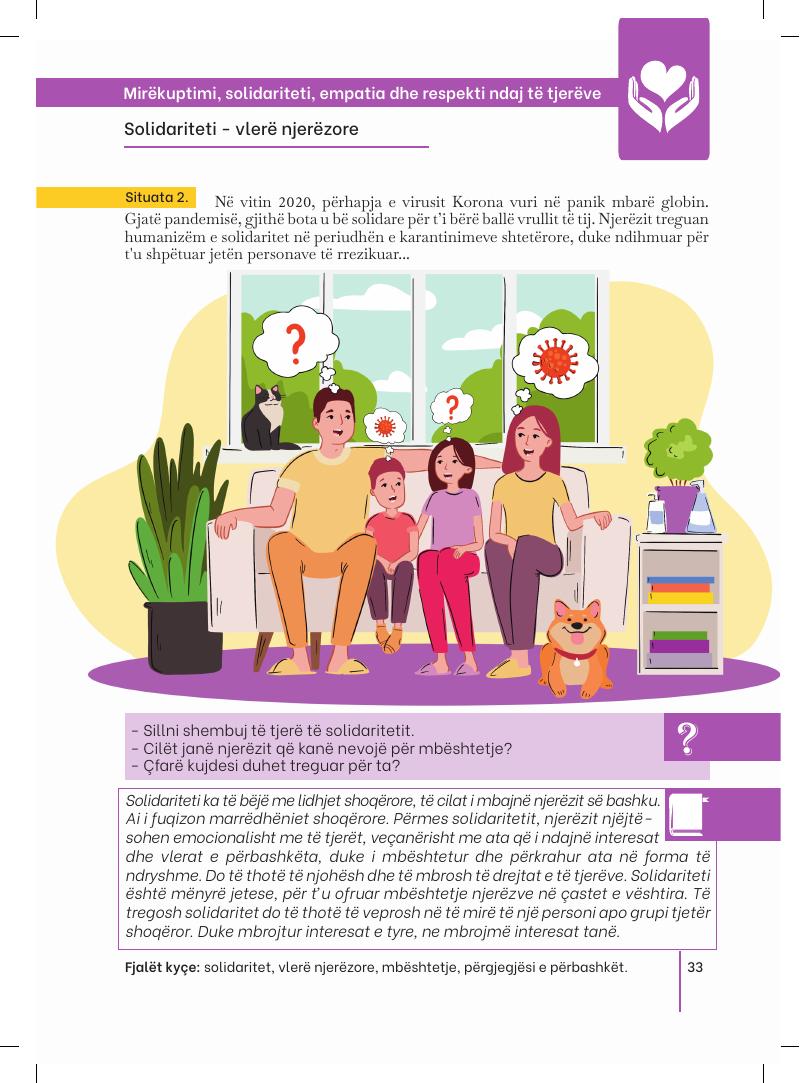 Mirëkuptimi, solidariteti, empatia dhe respekti ndaj të tjerëve
Solidariteti - vlerë njerëzore
Situata 2. Në vitin 2020, përhapja e virusit Korona vuri në panik mbarë globin.
Gjatë pandemisë, gjithë bota u bë solidare për t'i bërë ballë vrullit të tij. Njerëzit treguan
humanizëm e solidaritet në periudhën e karantinimeve shtetërore, duke ndihmuar për
t'u shpëtuar jetën personave të rrezikuar...
?
?
- Sillni shembuj të tjerë të solidaritetit.
- Cilët janë njerëzit që kanë nevojë për mbështetje?
- Çfarë kujdesi duhet treguar për ta?
?
Solidariteti ka të bëjë me lidhjet shoqërore, të cilat i mbajnë njerëzit së bashku.
Ai i fuqizon marrëdhëniet shoqërore. Përmes solidaritetit, njerëzit njëjtë-
sohen emocionalisht me të tjerët, veçanërisht me ata që i ndajnë interesat
dhe vlerat e përbashkëta, duke i mbështetur dhe përkrahur ata në forma të
ndryshme. Do të thotë të njohësh dhe të mbrosh të drejtat e të tjerëve. Solidariteti
është mënyrë jetese, për t'u ofruar mbështetje njerëzve në çastet e vështira. Të
tregosh solidaritet do të thotë të veprosh në të mirë të një personi apo grupi tjetër
shoqëror. Duke mbrojtur interesat e tyre, ne mbrojmë interesat tanë.
Fjalët kyçe: solidaritet, vlerë njerëzore, mbështetje, përgjegjësi e përbashkët.
33